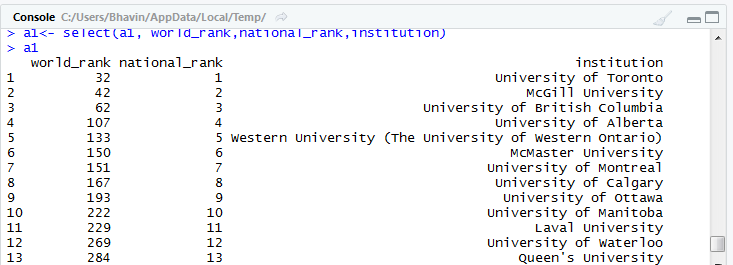 Console C:/Users/Bhavin/AppData/Local/Temp/
> a1<- select(a1, world_rank,national_rank,institution)
> a1
world_rank national_rank institution
1 32 1 University of Toronto
2 42 2 McGill University
3 62 3 University of British Columbia
4 107 4 University of Alberta
5 133 5 Western University (The University of Western Ontario)
6 150 6 McMaster University
7 151 7 University of Montreal
8 167 8 University of Calgary
9 193 9 University of Ottawa
10 222 10 University of Manitoba
11 229 11 Laval University
12 269 12 University of Waterloo
13 284 13 Queen's University